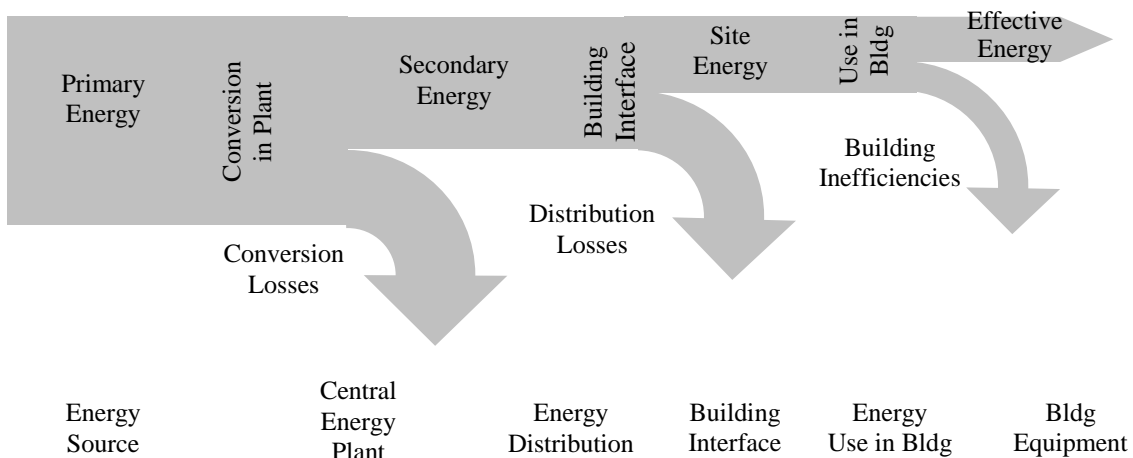 Primary
Energy
Conversion
in Plant
Secondary
Energy
Building
Interface
Site
Energy
Use in
Bldg
Effective
Energy
Conversion
Losses
Distribution
Losses
Building
Inefficiencies
Energy
Source
Central
Energy
Plant
Energy
Distribution
Building
Interface
Energy
Use in Bldg
Bldg
Equipment